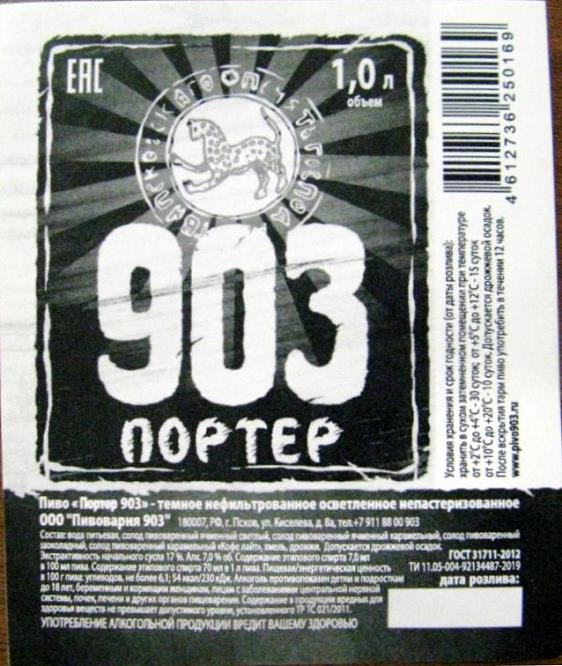 EAC
1,0 л
объем
903
ПОРТЕР
4 612736 250169
Условия хранения и срок годности (от даты розлива):
хранить в сухом затемненном помещении при температуре
от +2°С до +4°С - 30 суток; от +5°С до +12°С - 15 суток
от +10°С до +20°С - 10 суток. Допускается дрожжевой осадок.
После вскрытия тары пиво употребить в течении 12 часов.
www.pivo903.ru
Пиво «Портер 903» - темное нефильтрованное осветленное непастеризованное
ООО "Пивовария 903" 180007, РФ, г. Псков, ул. Киселева, д. 8а, тел.+7 911 88 00 903
Состав: вода питьевая, солод пивоваренный ячменный светлый, солод пивоваренный ячменный карамельный, солод пивоваренный
шоколадный, солод пивоваренный карамельный «Кофе лайт», хмель, дрожжи. Допускается дрожжевой осадок.
Экстрактивность начального сусла 17 %. Алк. 7,0 % об. Содержание этилового спирта 7,0 мл
в 100 мл пива. Содержание этилового спирта 70 мл в 1 л пива. Пищевая/энергетическая ценность
в 100 г пива: углеводов, не более 6,1; 54 ккал/230 кДж. Алкоголь противопоказан детям и подросткам
до 18 лет, беременным и кормящим женщинам, лицам с заболеваниями центральной нервной
системы, почек, печени и других органов пищеварения. Содержание в продукции вредных для
здоровья веществ не превышает допустимого уровня, установленного ТР ТС 021/2011.
УПОТРЕБЛЕНИЕ АЛКОГОЛЬНОЙ ПРОДУКЦИИ ВРЕДИТ ВАШЕМУ ЗДОРОВЬЮ
ГОСТ 31711-2012
ТИ 11.05-004-92134487-2019
дата розлива: